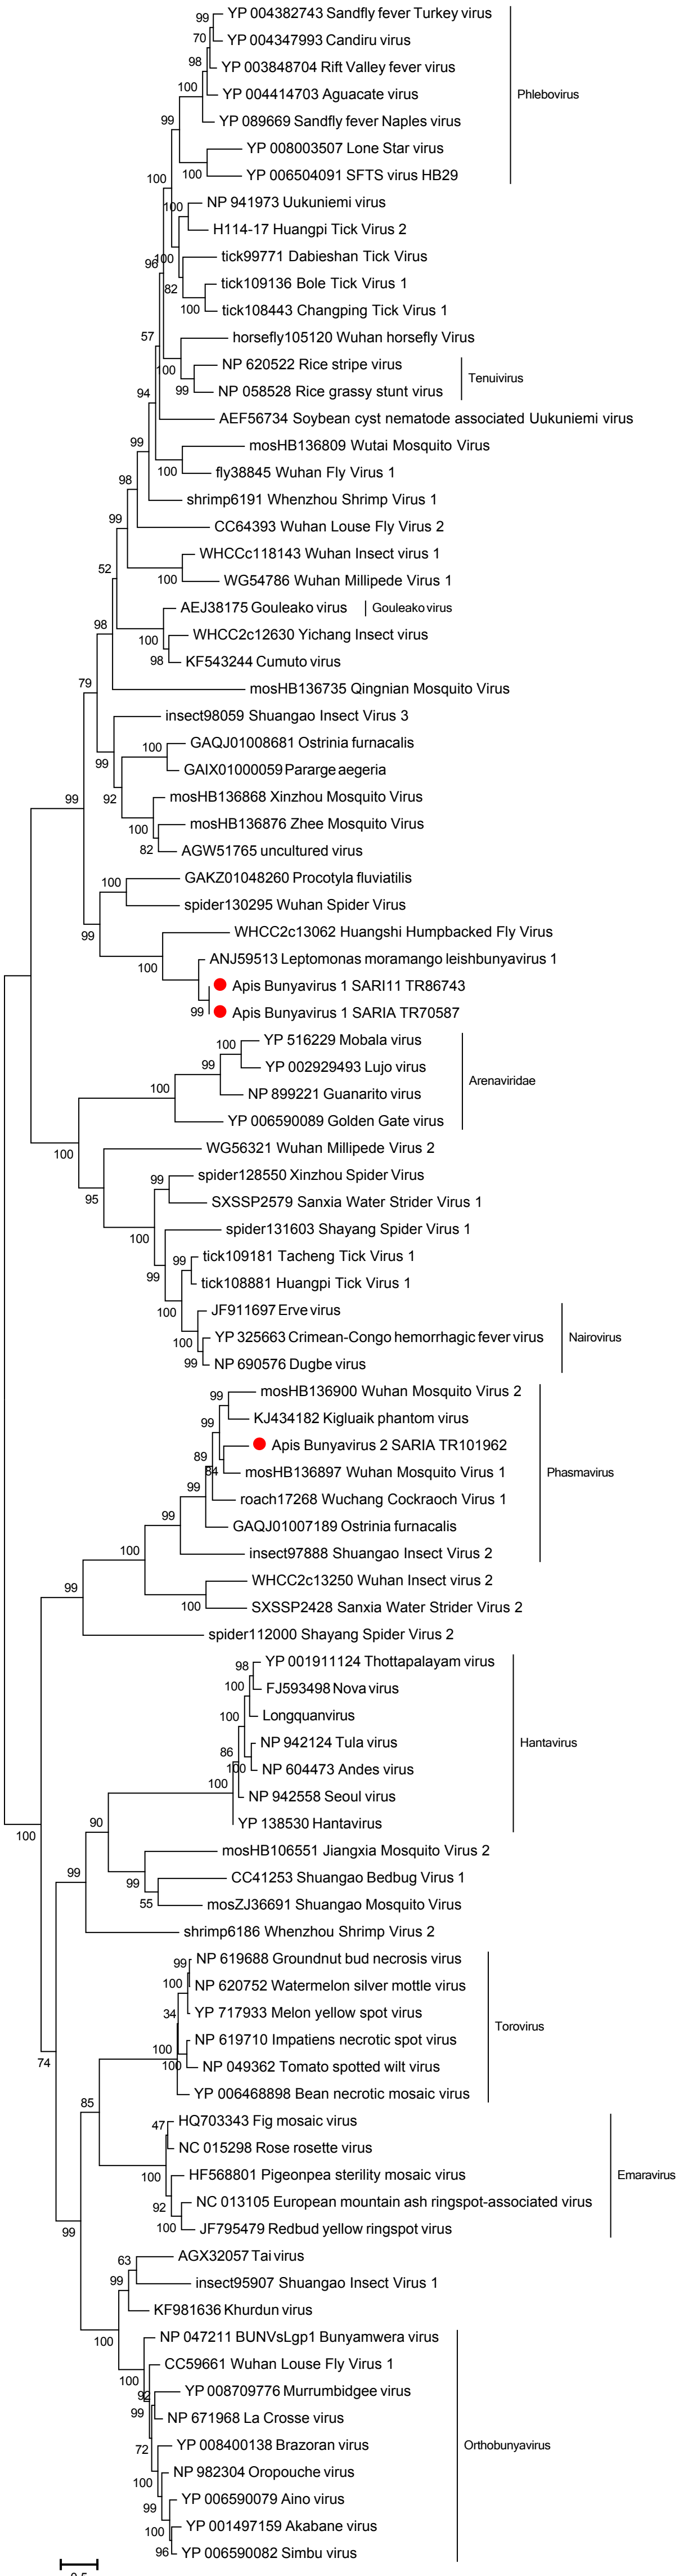 99
YP 004382743 Sandfly fever Turkey virus
70
YP 004347993 Candiru virus
98
YP 003848704 Rift Valley fever virus
100
YP 004414703 Aguacate virus
Phlebovirus
99
YP 089669 Sandfly fever Naples virus
YP 008003507 Lone Star virus
100
YP 006504091 SFTS virus HB29
100
NP 941973 Uukuniemi virus
100
H114-17 Huangpi Tick Virus 2
tick99771 Dabieshan Tick Virus
100
96
tick109136 Bole Tick Virus 1
82
tick108443 Changping Tick Virus 1
100
horsefly105120 Wuhan horsefly Virus
57
NP 620522 Rice stripe virus
100
Tenuivirus
NP 058528 Rice grassy stunt virus
99
94
AEF56734 Soybean cyst nematode associated Uukuniemi virus
99
mosHB136809 Wutai Mosquito Virus
100
fly38845 Wuhan Fly Virus 1
98
shrimp6191 Whenzhou Shrimp Virus 1
99
CC64393 Wuhan Louse Fly Virus 2
WHCCc118143 Wuhan Insect virus 1
52
100
WG54786 Wuhan Millipede Virus 1
AEJ38175 Gouleako virus
Gouleako virus
98
100
WHCC2c12630 Yichang Insect virus
98
KF543244 Cumuto virus
79
mosHB136735 Qingnian Mosquito Virus
insect98059 Shuangao Insect Virus 3
100
GAQJ01008681 Ostrinia furnacalis
99
GAIX01000059 Pararge aegeria
99
92
mosHB136868 Xinzhou Mosquito Virus
100
mosHB136876 Zhee Mosquito Virus
82
AGW51765 uncultured virus
100
GAKZ01048260 Procotyla fluviatilis
spider130295 Wuhan Spider Virus
99
WHCC2c13062 Huangshi Humpbacked Fly Virus
100
ANJ59513 Leptomonas moramango leishbunyavirus 1
Apis Bunyavirus 1 SARI11 TR86743
99
Apis Bunyavirus 1 SARIA TR70587
100
YP 516229 Mobala virus
99
YP 002929493 Lujo virus
100
Arenaviridae
NP 899221 Guanarito virus
YP 006590089 Golden Gate virus
100
WG56321 Wuhan Millipede Virus 2
99
spider128550 Xinzhou Spider Virus
95
SXSSP2579 Sanxia Water Strider Virus 1
100
spider131603 Shayang Spider Virus 1
99
tick109181 Tacheng Tick Virus 1
99
tick108881 Huangpi Tick Virus 1
100
JF911697 Erve virus
100
YP 325663 Crimean-Congo hemorrhagic fever virus
Nairovirus
99
NP 690576 Dugbe virus
99
mosHB136900 Wuhan Mosquito Virus 2
99
KJ434182 Kigluaik phantom virus
Apis Bunyavirus 2 SARIA TR101962
89
84
mosHB136897 Wuhan Mosquito Virus 1
Phasmavirus
99
roach17268 Wuchang Cockraoch Virus 1
99
GAQJ01007189 Ostrinia furnacalis
100
insect97888 Shuangao Insect Virus 2
WHCC2c13250 Wuhan Insect virus 2
99
100
SXSSP2428 Sanxia Water Strider Virus 2
spider112000 Shayang Spider Virus 2
98
YP 001911124 Thottapalayam virus
100
FJ593498 Nova virus
100
Longquanvirus
NP 942124 Tula virus
Hantavirus
86
100
NP 604473 Andes virus
100
NP 942558 Seoul virus
90
YP 138530 Hantavirus
100
mosHB106551 Jiangxia Mosquito Virus 2
99
99
CC41253 Shuangao Bedbug Virus 1
55
mosZJ36691 Shuangao Mosquito Virus
shrimp6186 Whenzhou Shrimp Virus 2
99
NP 619688 Groundnut bud necrosis virus
100
NP 620752 Watermelon silver mottle virus
34
YP 717933 Melon yellow spot virus
Torovirus
100
NP 619710 Impatiens necrotic spot virus
100
NP 049362 Tomato spotted wilt virus
74
YP 006468898 Bean necrotic mosaic virus
85
47
HQ703343 Fig mosaic virus
NC 015298 Rose rosette virus
100
HF568801 Pigeonpea sterility mosaic virus
Emaravirus
92
NC 013105 European mountain ash ringspot-associated virus
99
100
JF795479 Redbud yellow ringspot virus
63
AGX32057 Tai virus
99
insect95907 Shuangao Insect Virus 1
KF981636 Khurdun virus
100
NP 047211 BUNVsLgp1 Bunyamwera virus
CC59661 Wuhan Louse Fly Virus 1
100
92
YP 008709776 Murrumbidgee virus
99
NP 671968 La Crosse virus
72
YP 008400138 Brazoran virus
Orthobunyavirus
100
NP 982304 Oropouche virus
99
YP 006590079 Aino virus
100
YP 001497159 Akabane virus
96
YP 006590082 Simbu virus